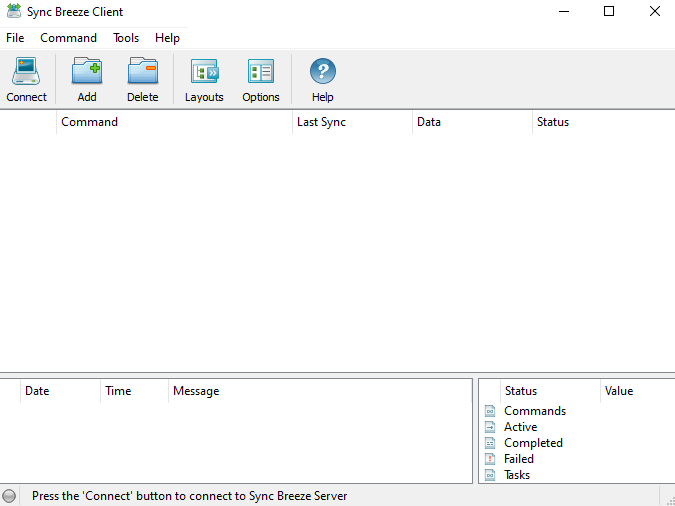 Sync Breeze Client
File Command Tools Help
Connect Add Delete Layouts Options Help
Command Last Sync Data Status
Date Time Message Status Value
Commands
Active
Completed
Failed
Tasks
Press the 'Connect' button to connect to Sync Breeze Server